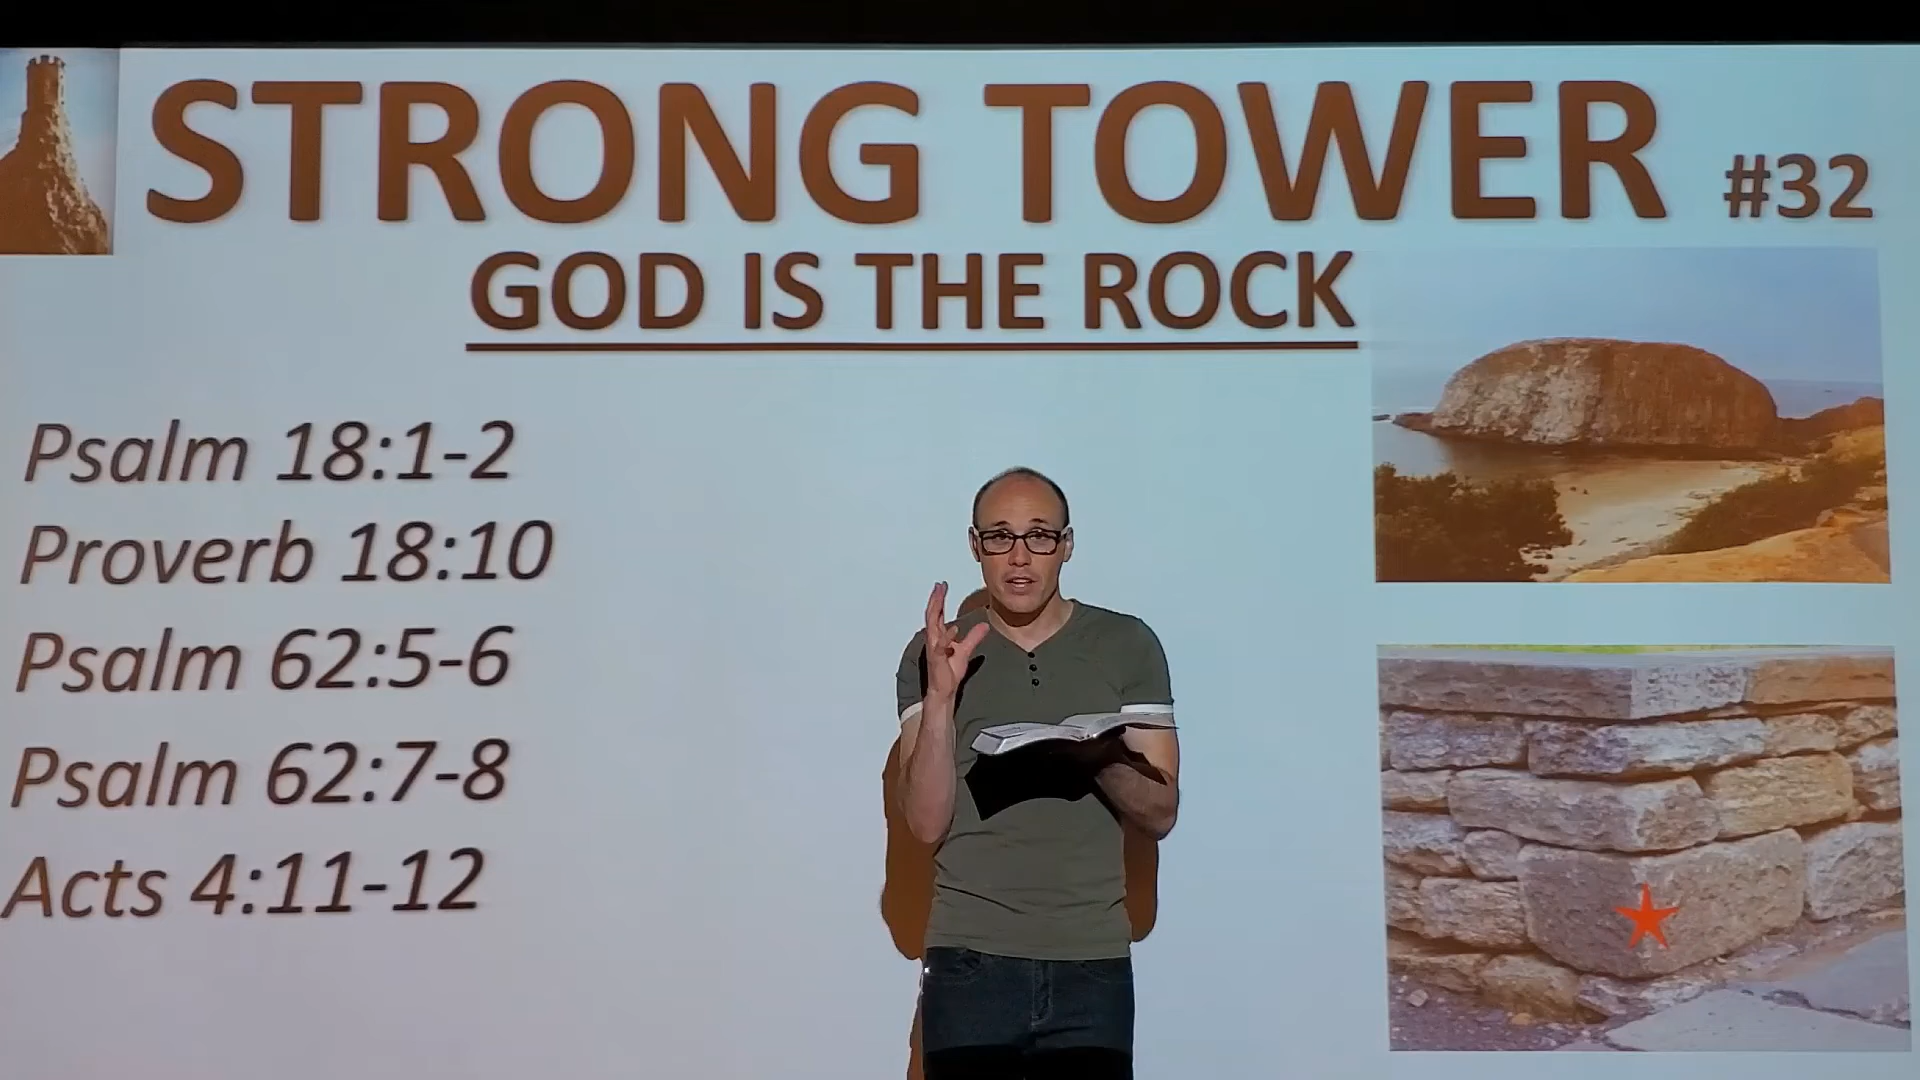 STRONG TOWER #32
GOD IS THE ROCK
Psalm 18:1-2
Proverb 18:10
Psalm 62:5-6
Psalm 62:7-8
Acts 4:11-12